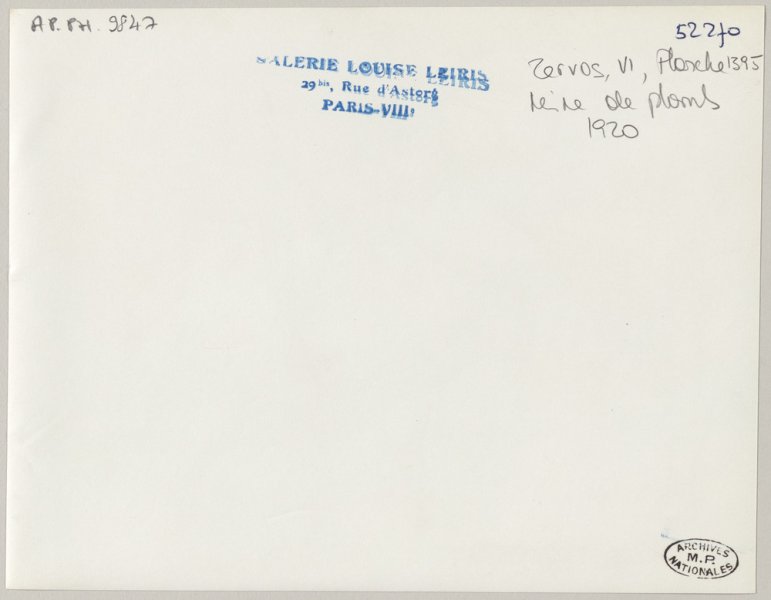 AP. PH. 9847
52270
GALERIE LOUISE LEIRIS
29 bis, Rue d'Astorg
PARIS-VIIIe
Zervos, VI, Planche 1395
Mine de plomb
1920
ARCHIVES
M.P.
NATIONALES